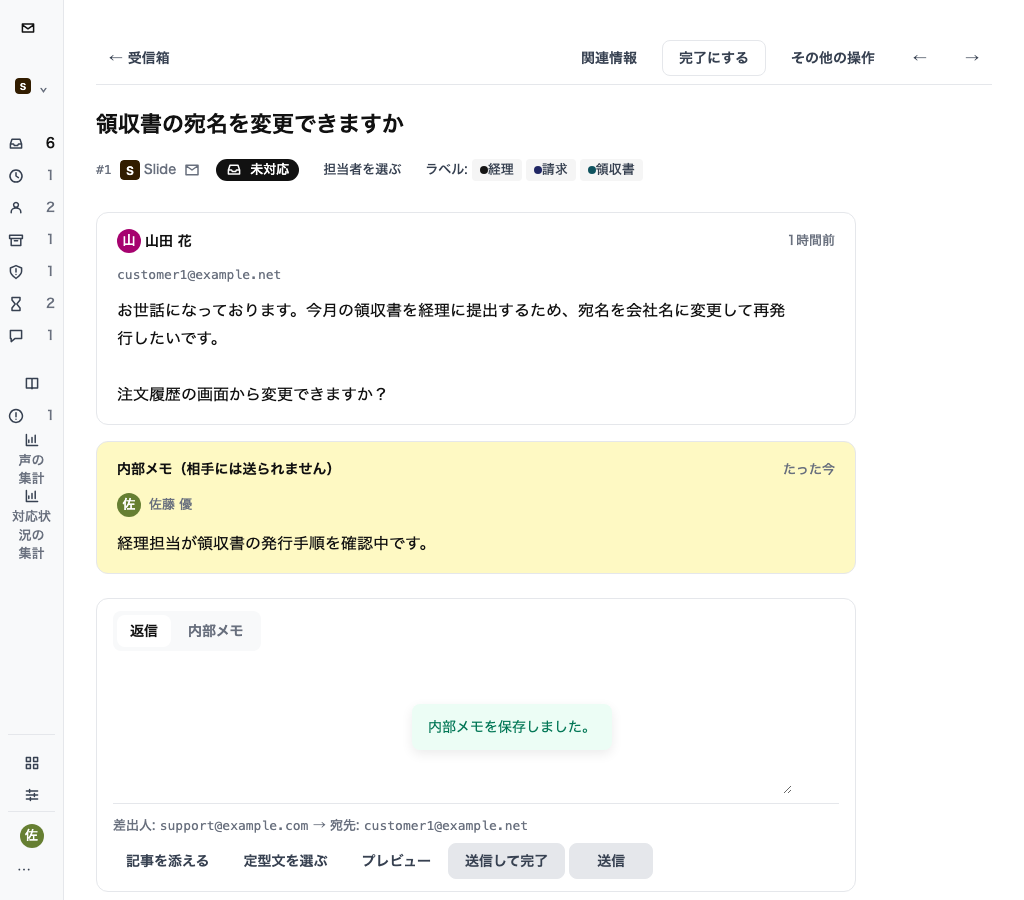 ← 受信箱
関連情報
完了にする
その他の操作
←
→
S
6
1
2
1
1
2
1
1
声の
集計
対応状
況の
集計
佐
…
領収書の宛名を変更できますか
#1 S Slide 未対応 担当者を選ぶ ラベル: 経理 請求 領収書
山 山田 花 1時間前
customer1@example.net
お世話になっております。今月の領収書を経理に提出するため、宛名を会社名に変更して再発
行したいです。
注文履歴の画面から変更できますか？
内部メモ（相手には送られません） たった今
佐 佐藤 優
経理担当が領収書の発行手順を確認中です。
返信 内部メモ
内部メモを保存しました。
差出人: support@example.com → 宛先: customer1@example.net
記事を添える 定型文を選ぶ プレビュー 送信して完了 送信